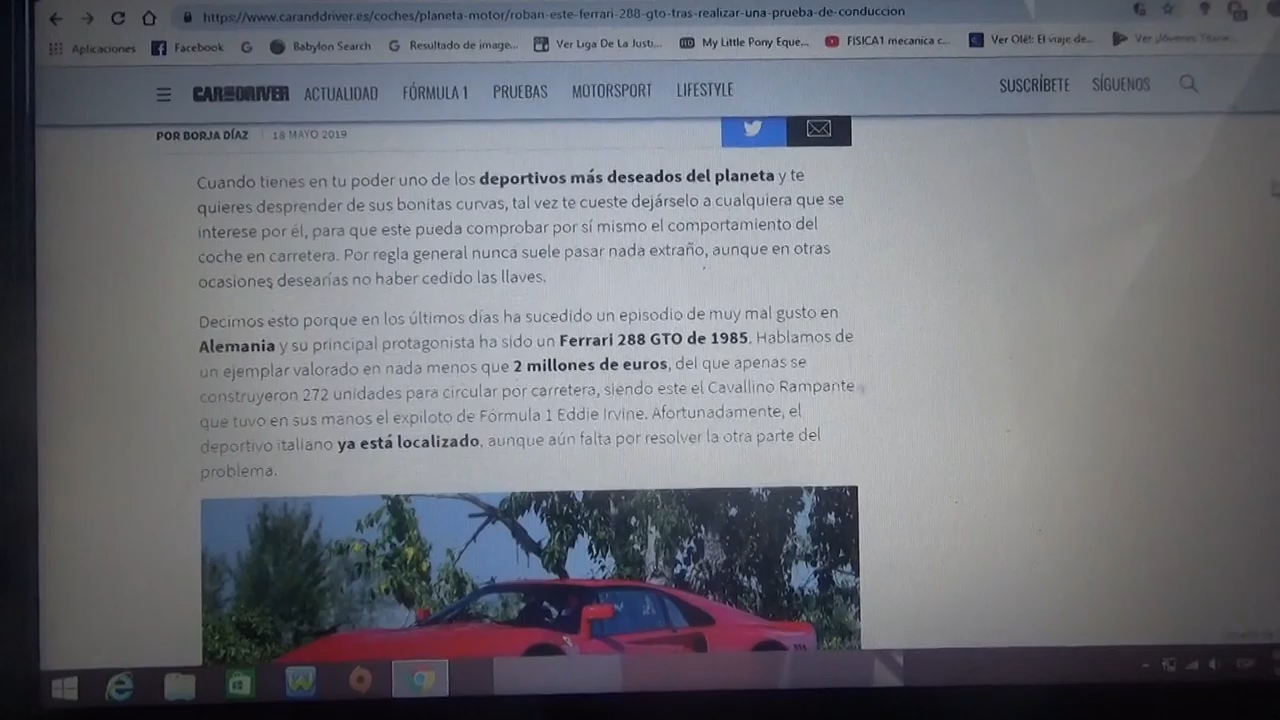 https://www.caranddriver.es/coches/planeta-motor/roban-este-ferrari-288-gto-tras-realizar-una-prueba-de-conduccion
Aplicaciones Facebook Babylon Search Resultado de image... Ver Liga De La Justi... My Little Pony Eque... FISICA1 mecanica c... Ver Olé!: El viaje de... Ver Jóvenes Titane...
CAR AND DRIVER ACTUALIDAD FÓRMULA 1 PRUEBAS MOTORSPORT LIFESTYLE SUSCRÍBETE SÍGUENOS
POR BORJA DÍAZ 18 MAYO 2019
Cuando tienes en tu poder uno de los deportivos más deseados del planeta y te
quieres desprender de sus bonitas curvas, tal vez te cueste dejárselo a cualquiera que se
interese por él, para que este pueda comprobar por sí mismo el comportamiento del
coche en carretera. Por regla general nunca suele pasar nada extraño, aunque en otras
ocasiones desearías no haber cedido las llaves.
Decimos esto porque en los últimos días ha sucedido un episodio de muy mal gusto en
Alemania y su principal protagonista ha sido un Ferrari 288 GTO de 1985. Hablamos de
un ejemplar valorado en nada menos que 2 millones de euros, del que apenas se
construyeron 272 unidades para circular por carretera, siendo este el Cavallino Rampante
que tuvo en sus manos el expiloto de Fórmula 1 Eddie Irvine. Afortunadamente, el
deportivo italiano ya está localizado, aunque aún falta por resolver la otra parte del
problema.
ESP